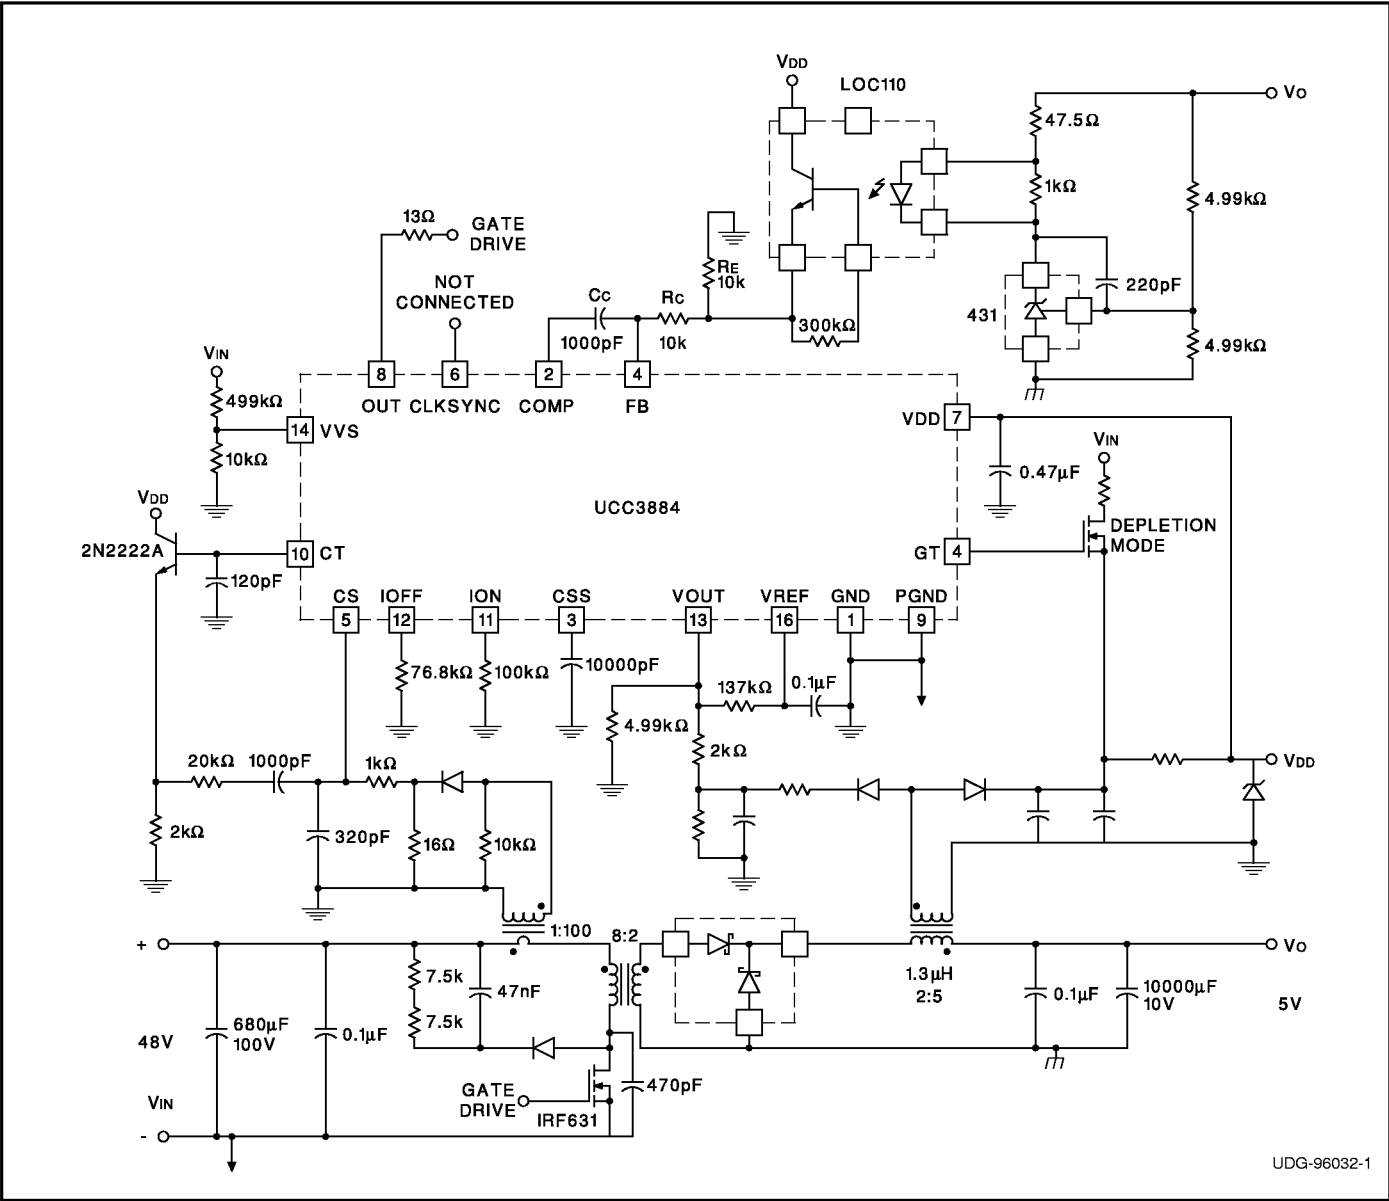 VDD
LOC110
VO
47.5Ω
1kΩ
4.99kΩ
13Ω
GATE
DRIVE
NOT
CONNECTED
RE
10k
220pF
431
4.99kΩ
CC
1000pF
RC
10k
300kΩ
VIN
499kΩ
10kΩ
8
6
2
4
OUT
CLKSYNC
COMP
FB
14
VVS
VDD
7
0.47µF
VIN
VDD
2N2222A
UCC3884
DEPLETION
MODE
10
CT
GT
4
120pF
CS
IOFF
ION
CSS
VOUT
VREF
GND
PGND
5
12
11
3
13
16
1
9
76.8kΩ
100kΩ
10000pF
137kΩ
0.1µF
4.99kΩ
2kΩ
20kΩ
1000pF
1kΩ
VDD
2kΩ
320pF
16Ω
10kΩ
1:100
8:2
+
VO
7.5k
7.5k
47nF
1.3µH
2:5
0.1µF
10000µF
10V
5V
48V
680µF
100V
0.1µF
GATE
DRIVE
470pF
IRF631
VIN
-
UDG-96032-1